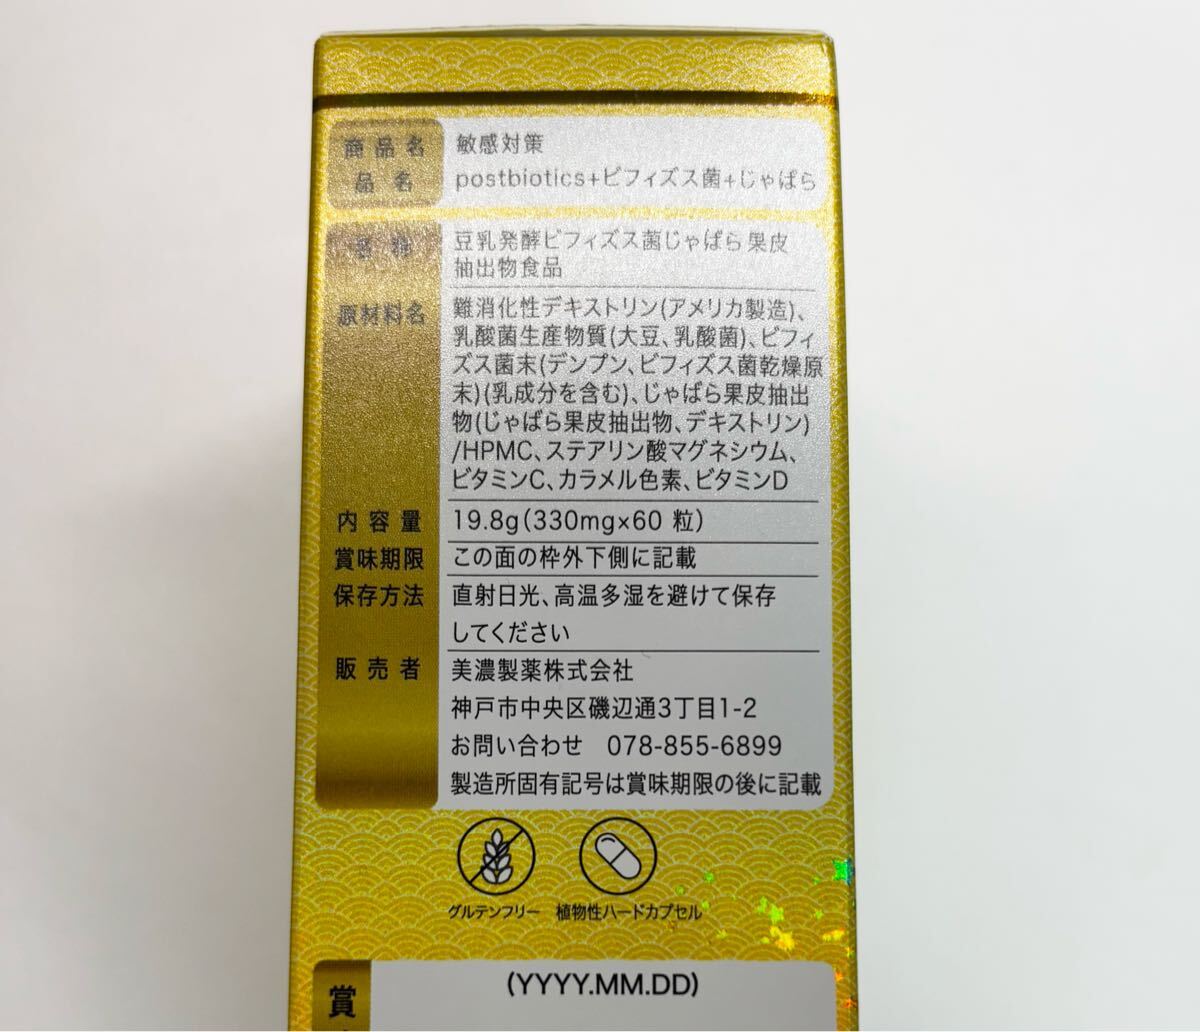 商品名 敏感対策
品名 postbiotics+ビフィズス菌+じゃばら
名称 豆乳発酵ビフィズス菌じゃばら果皮
抽出物食品
原材料名 難消化性デキストリン(アメリカ製造)、
乳酸菌生産物質(大豆、乳酸菌)、ビフィ
ズス菌末(デンプン、ビフィズス菌乾燥原
末)(乳成分を含む)、じゃばら果皮抽出
物(じゃばら果皮抽出物、デキストリン)
/HPMC、ステアリン酸マグネシウム、
ビタミンC、カラメル色素、ビタミンD
内容量 19.8g(330mg×60 粒)
賞味期限 この面の枠外下側に記載
保存方法 直射日光、高温多湿を避けて保存
してください
販売者 美濃製薬株式会社
神戸市中央区磯辺通3丁目1-2
お問い合わせ 078-855-6899
製造所固有記号は賞味期限の後に記載
グルテンフリー 植物性ハードカプセル
(YYYY.MM.DD)
賞